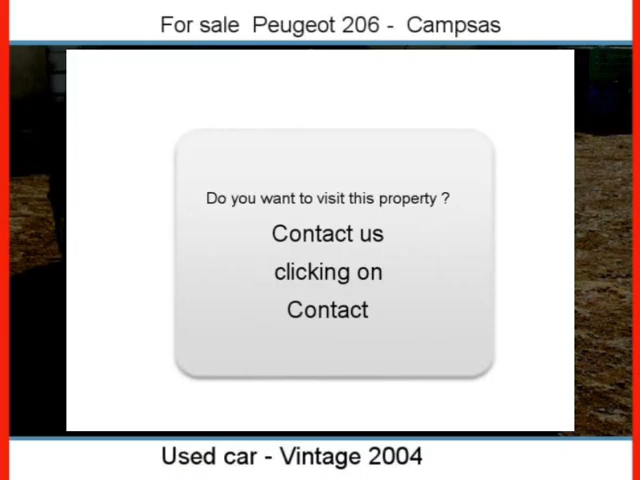 For sale  Peugeot 206 -  Campsas
Do you want to visit this property ?
Contact us
clicking on
Contact
Used car - Vintage 2004